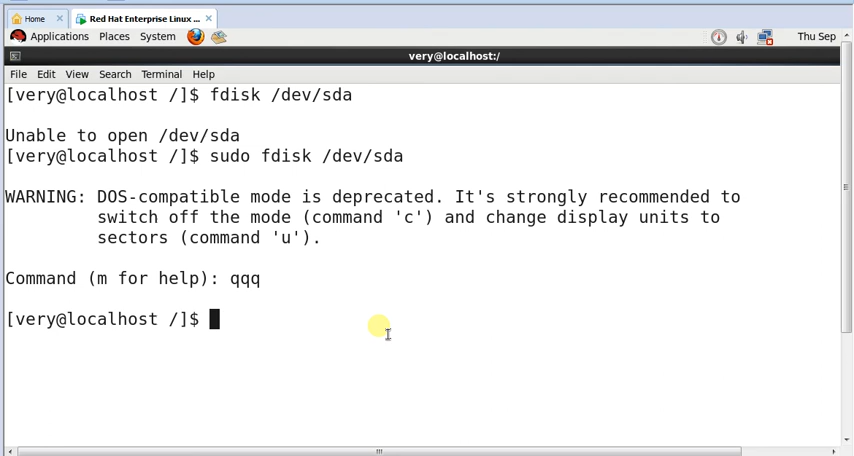 Home
Red Hat Enterprise Linux ...
Applications Places System
Thu Sep
very@localhost:/
File Edit View Search Terminal Help
[very@localhost /]$ fdisk /dev/sda
Unable to open /dev/sda
[very@localhost /]$ sudo fdisk /dev/sda
WARNING: DOS-compatible mode is deprecated. It's strongly recommended to
switch off the mode (command 'c') and change display units to
sectors (command 'u').
Command (m for help): qqq
[very@localhost /]$